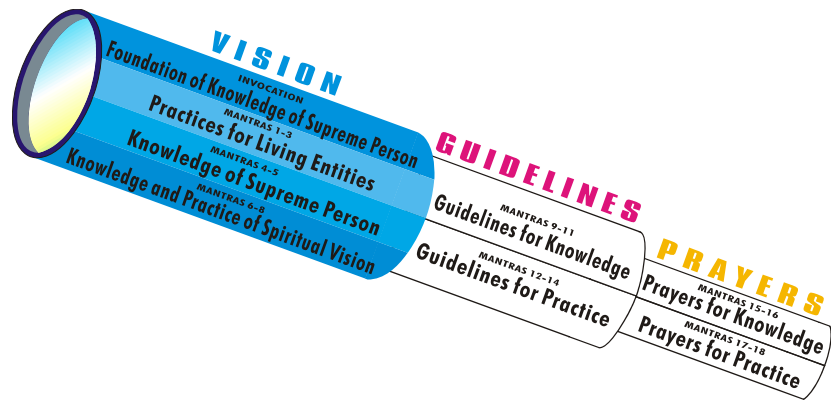 VISION
INVOCATION
Foundation of Knowledge of Supreme Person
MANTRAS 1-3
Practices for Living Entities
MANTRAS 4-5
Knowledge of Supreme Person
MANTRAS 6-8
Knowledge and Practice of Spiritual Vision
GUIDELINES
MANTRAS 9-11
Guidelines for Knowledge
MANTRAS 12-14
Guidelines for Practice
PRAYERS
MANTRAS 15-16
Prayers for Knowledge
MANTRAS 17-18
Prayers for Practice